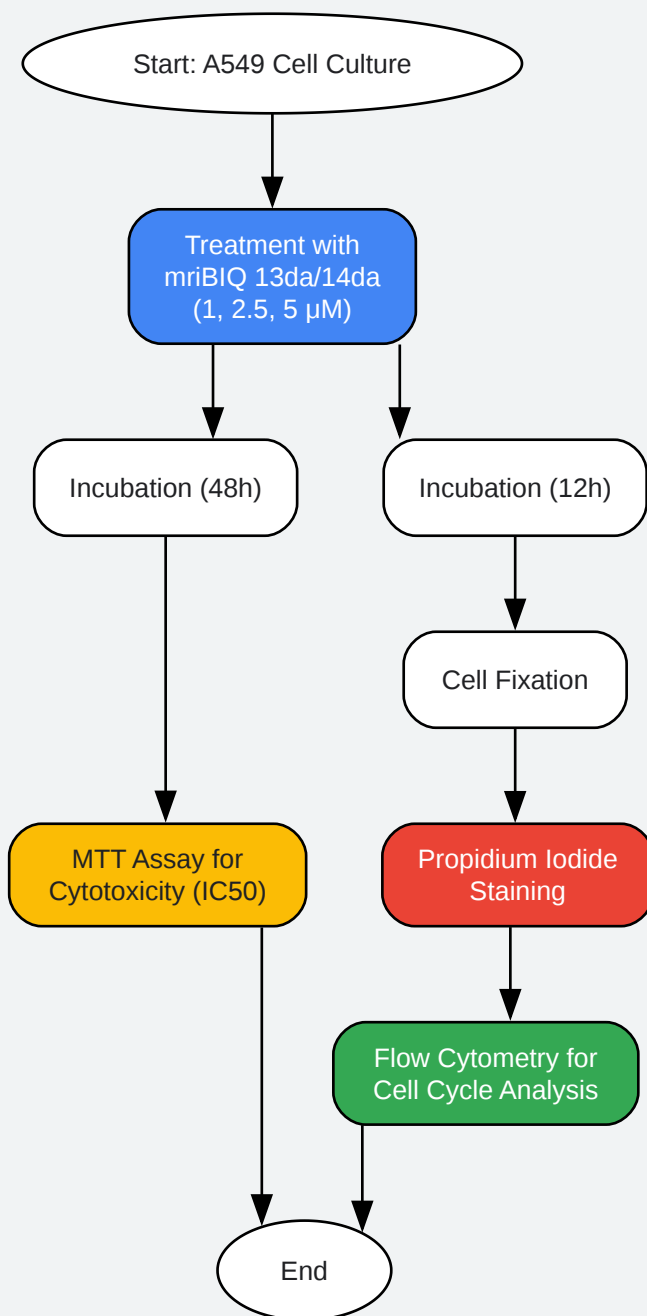 Start: A549 Cell Culture
Treatment with
mriBIQ 13da/14da
(1, 2.5, 5 μM)
Incubation (48h)
Incubation (12h)
Cell Fixation
MTT Assay for
Cytotoxicity (IC50)
Propidium Iodide
Staining
Flow Cytometry for
Cell Cycle Analysis
End